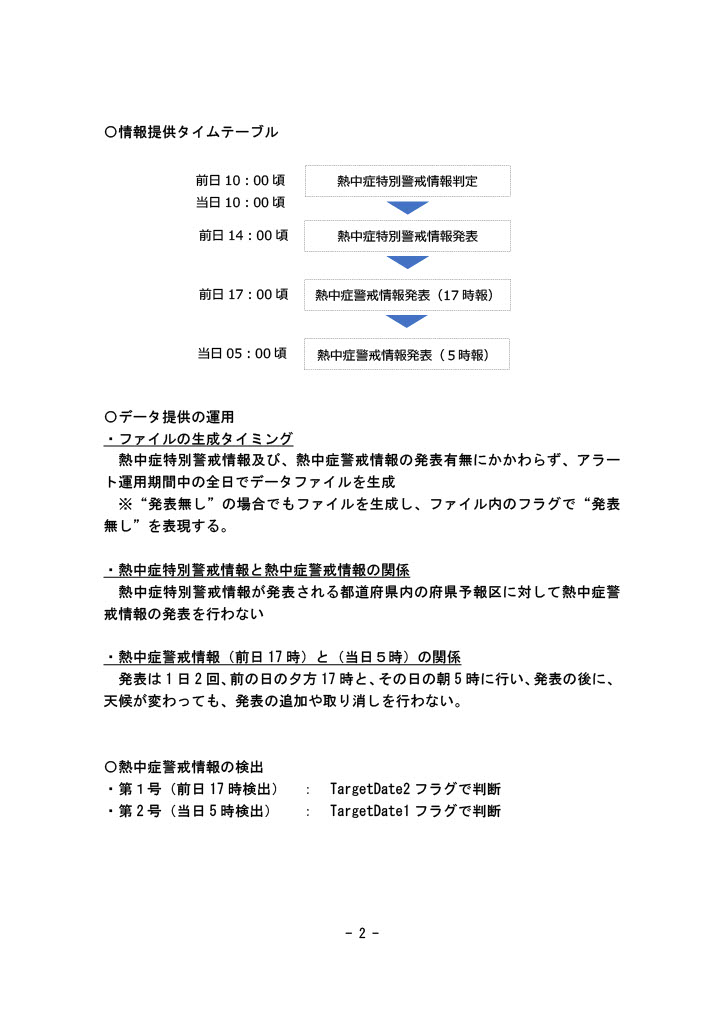 〇情報提供タイムテーブル
前日 10：00 頃
熱中症特別警戒情報判定
当日 10：00 頃
前日 14：00 頃
熱中症特別警戒情報発表
前日 17：00 頃
熱中症警戒情報発表（17 時報）
当日 05：00 頃
熱中症警戒情報発表（５時報）
〇データ提供の運用
・ファイルの生成タイミング
熱中症特別警戒情報及び、熱中症警戒情報の発表有無にかかわらず、アラー
ト運用期間中の全日でデータファイルを生成
※“発表無し”の場合でもファイルを生成し、ファイル内のフラグで“発表
無し”を表現する。
・熱中症特別警戒情報と熱中症警戒情報の関係
熱中症特別警戒情報が発表される都道府県内の府県予報区に対して熱中症警
戒情報の発表を行わない
・熱中症警戒情報（前日 17 時）と（当日５時）の関係
発表は 1 日 2 回、前の日の夕方 17 時と、その日の朝 5 時に行い、発表の後に、
天候が変わっても、発表の追加や取り消しを行わない。
〇熱中症警戒情報の検出
・第１号（前日 17 時検出） ： TargetDate2 フラグで判断
・第２号（当日 5 時検出） ： TargetDate1 フラグで判断
- 2 -